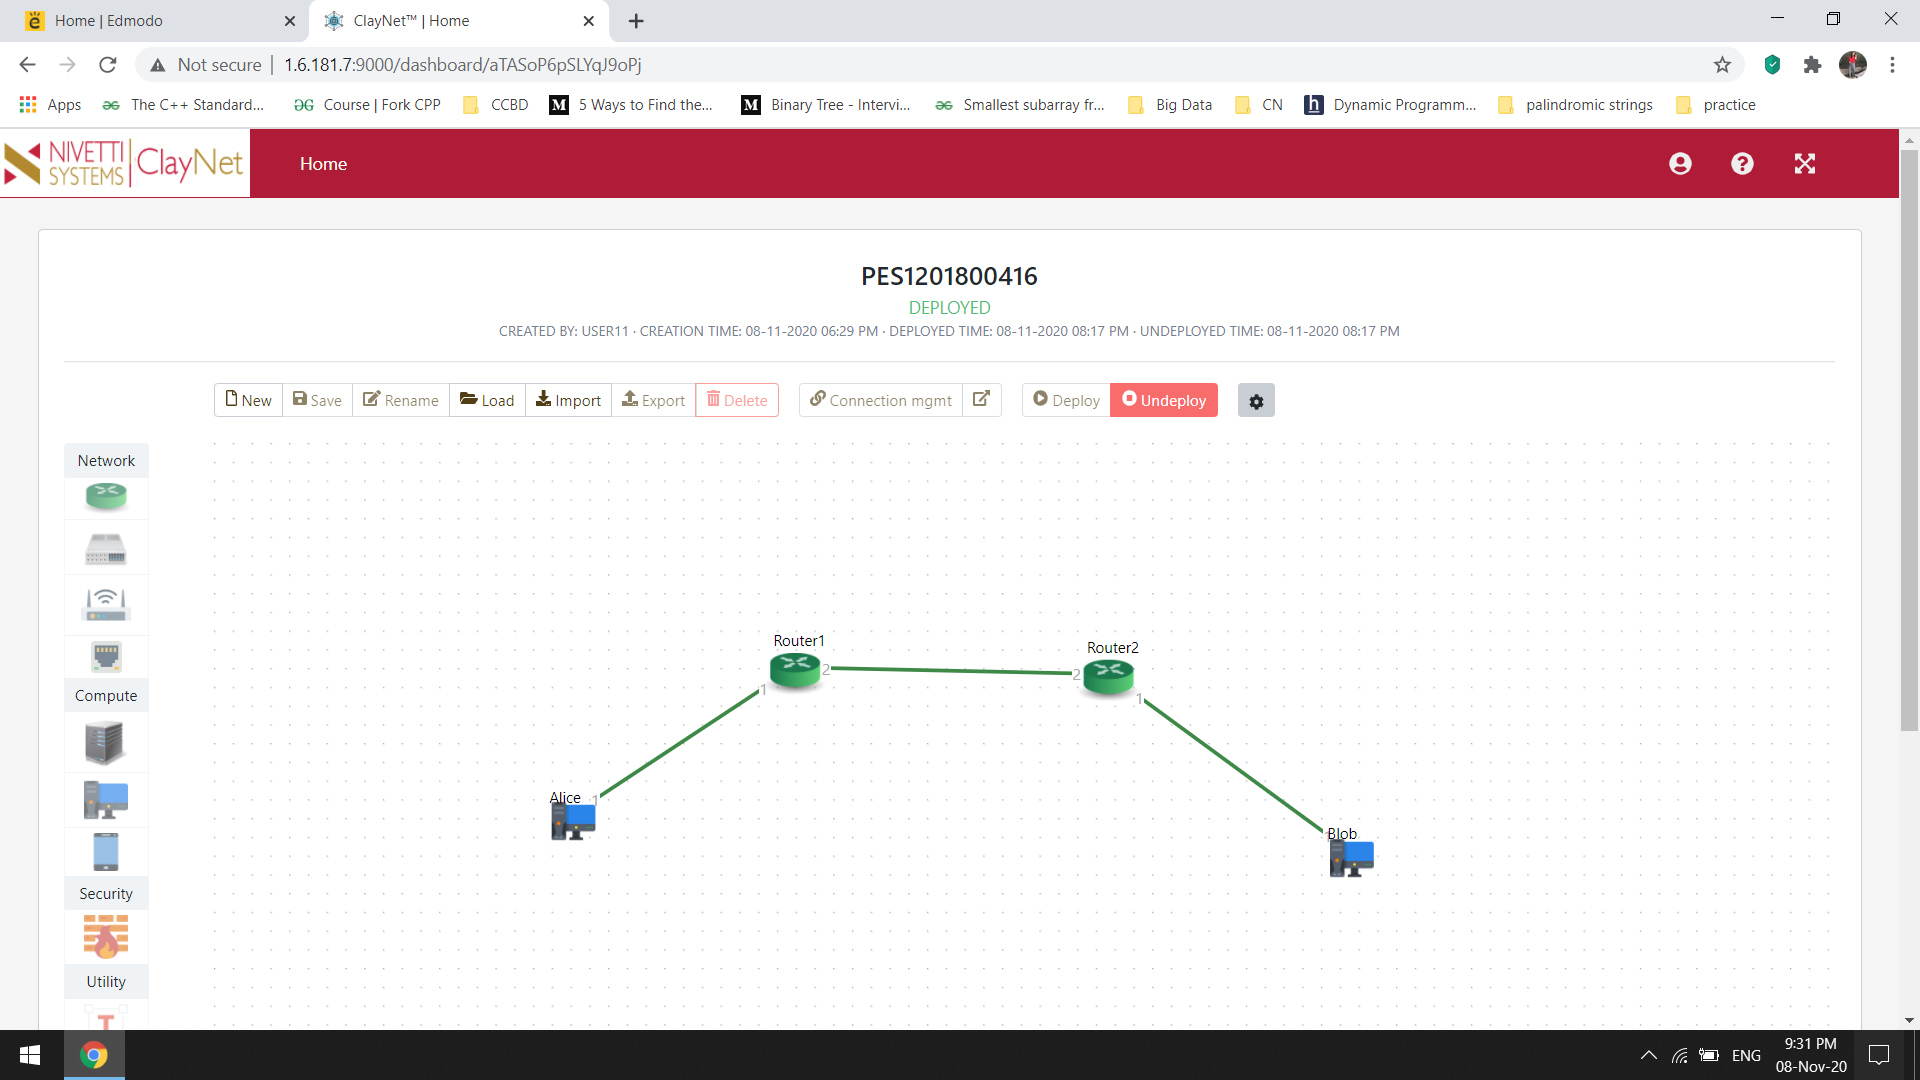 Home | Edmodo
ClayNet™ | Home
Not secure | 1.6.181.7:9000/dashboard/aTASoP6pSLYqJ9oPj
Apps
The C++ Standard...
Course | Fork CPP
CCBD
5 Ways to Find the...
Binary Tree - Intervi...
Smallest subarray fr...
Big Data
CN
Dynamic Programm...
palindromic strings
practice
NIVETTI SYSTEMS | ClayNet
Home
PES1201800416
DEPLOYED
CREATED BY: USER11 · CREATION TIME: 08-11-2020 06:29 PM · DEPLOYED TIME: 08-11-2020 08:17 PM · UNDEPLOYED TIME: 08-11-2020 08:17 PM
New
Save
Rename
Load
Import
Export
Delete
Connection mgmt
Deploy
Undeploy
Network
Compute
Security
Utility
T
Router1
2
1
Router2
2
1
Alice
1
Blob
ENG
9:31 PM
08-Nov-20